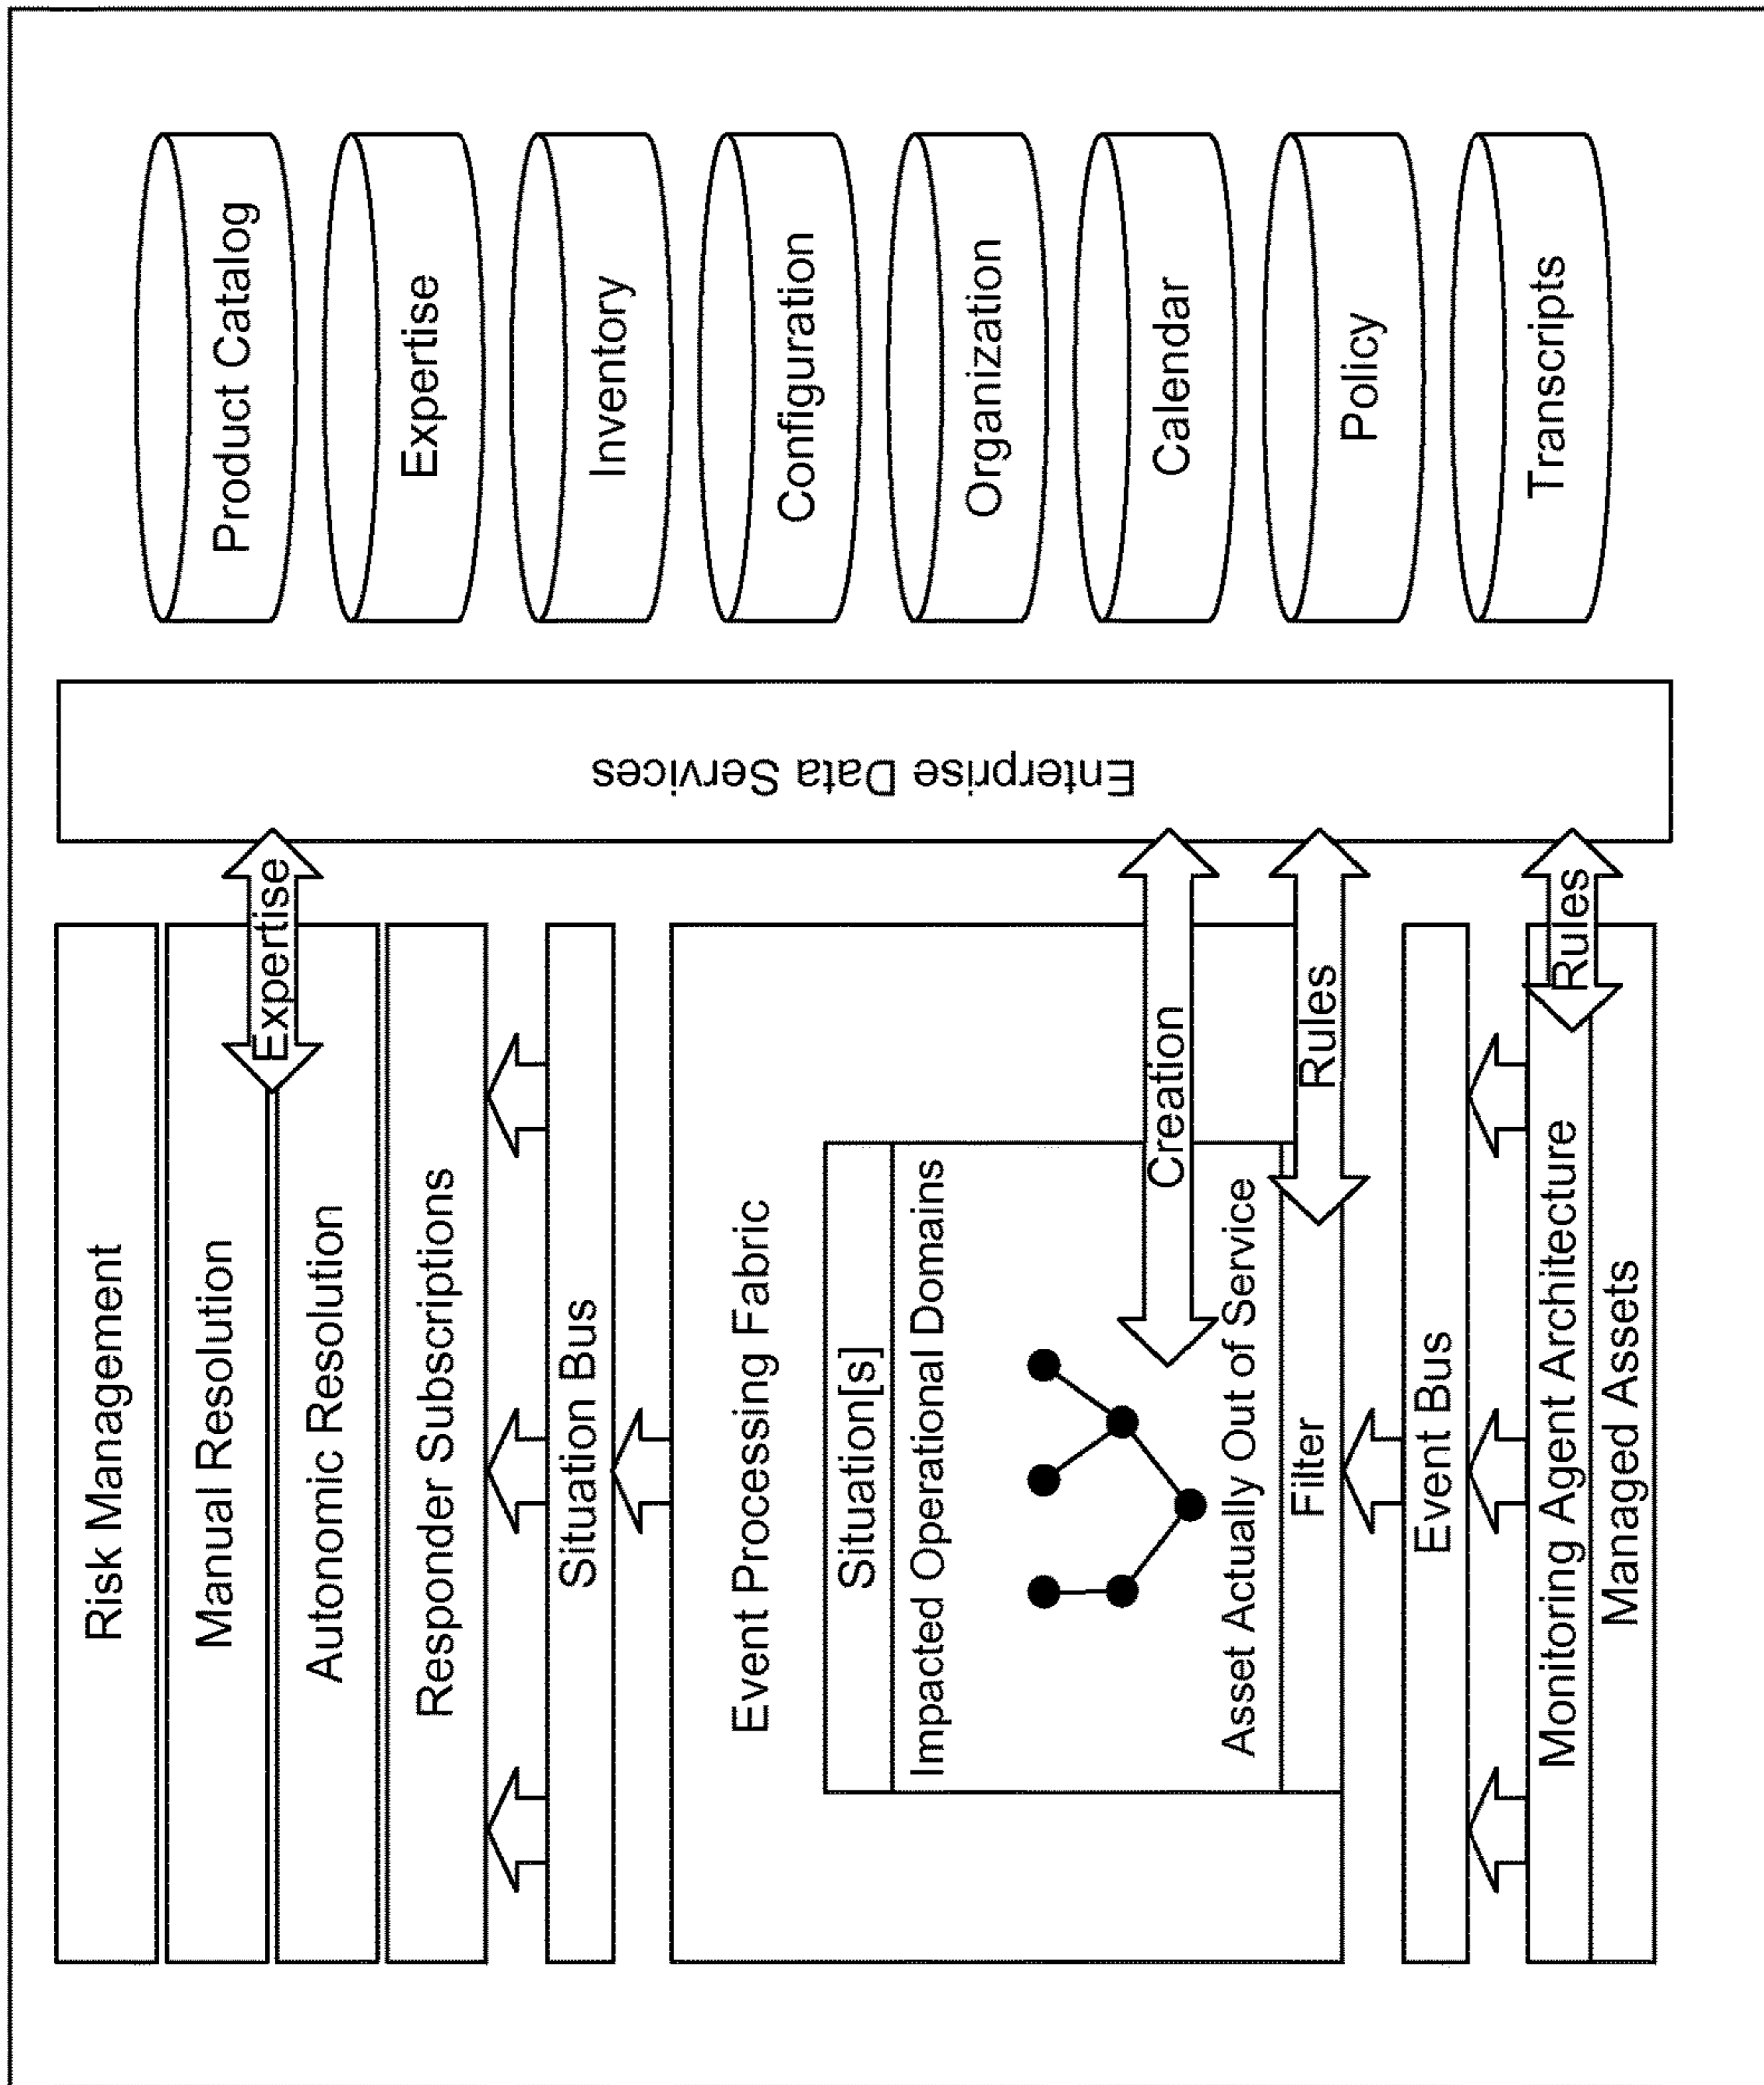 Risk Management
Manual Resolution
Autonomic Resolution
Responder Subscriptions
Expertise
Situation Bus
Event Processing Fabric
Situation[s]
Impacted Operational Domains
Creation
Asset Actually Out of Service
Filter
Rules
Event Bus
Monitoring Agent Architecture
Rules
Managed Assets
Enterprise Data Services
Product Catalog
Expertise
Inventory
Configuration
Organization
Calendar
Policy
Transcripts